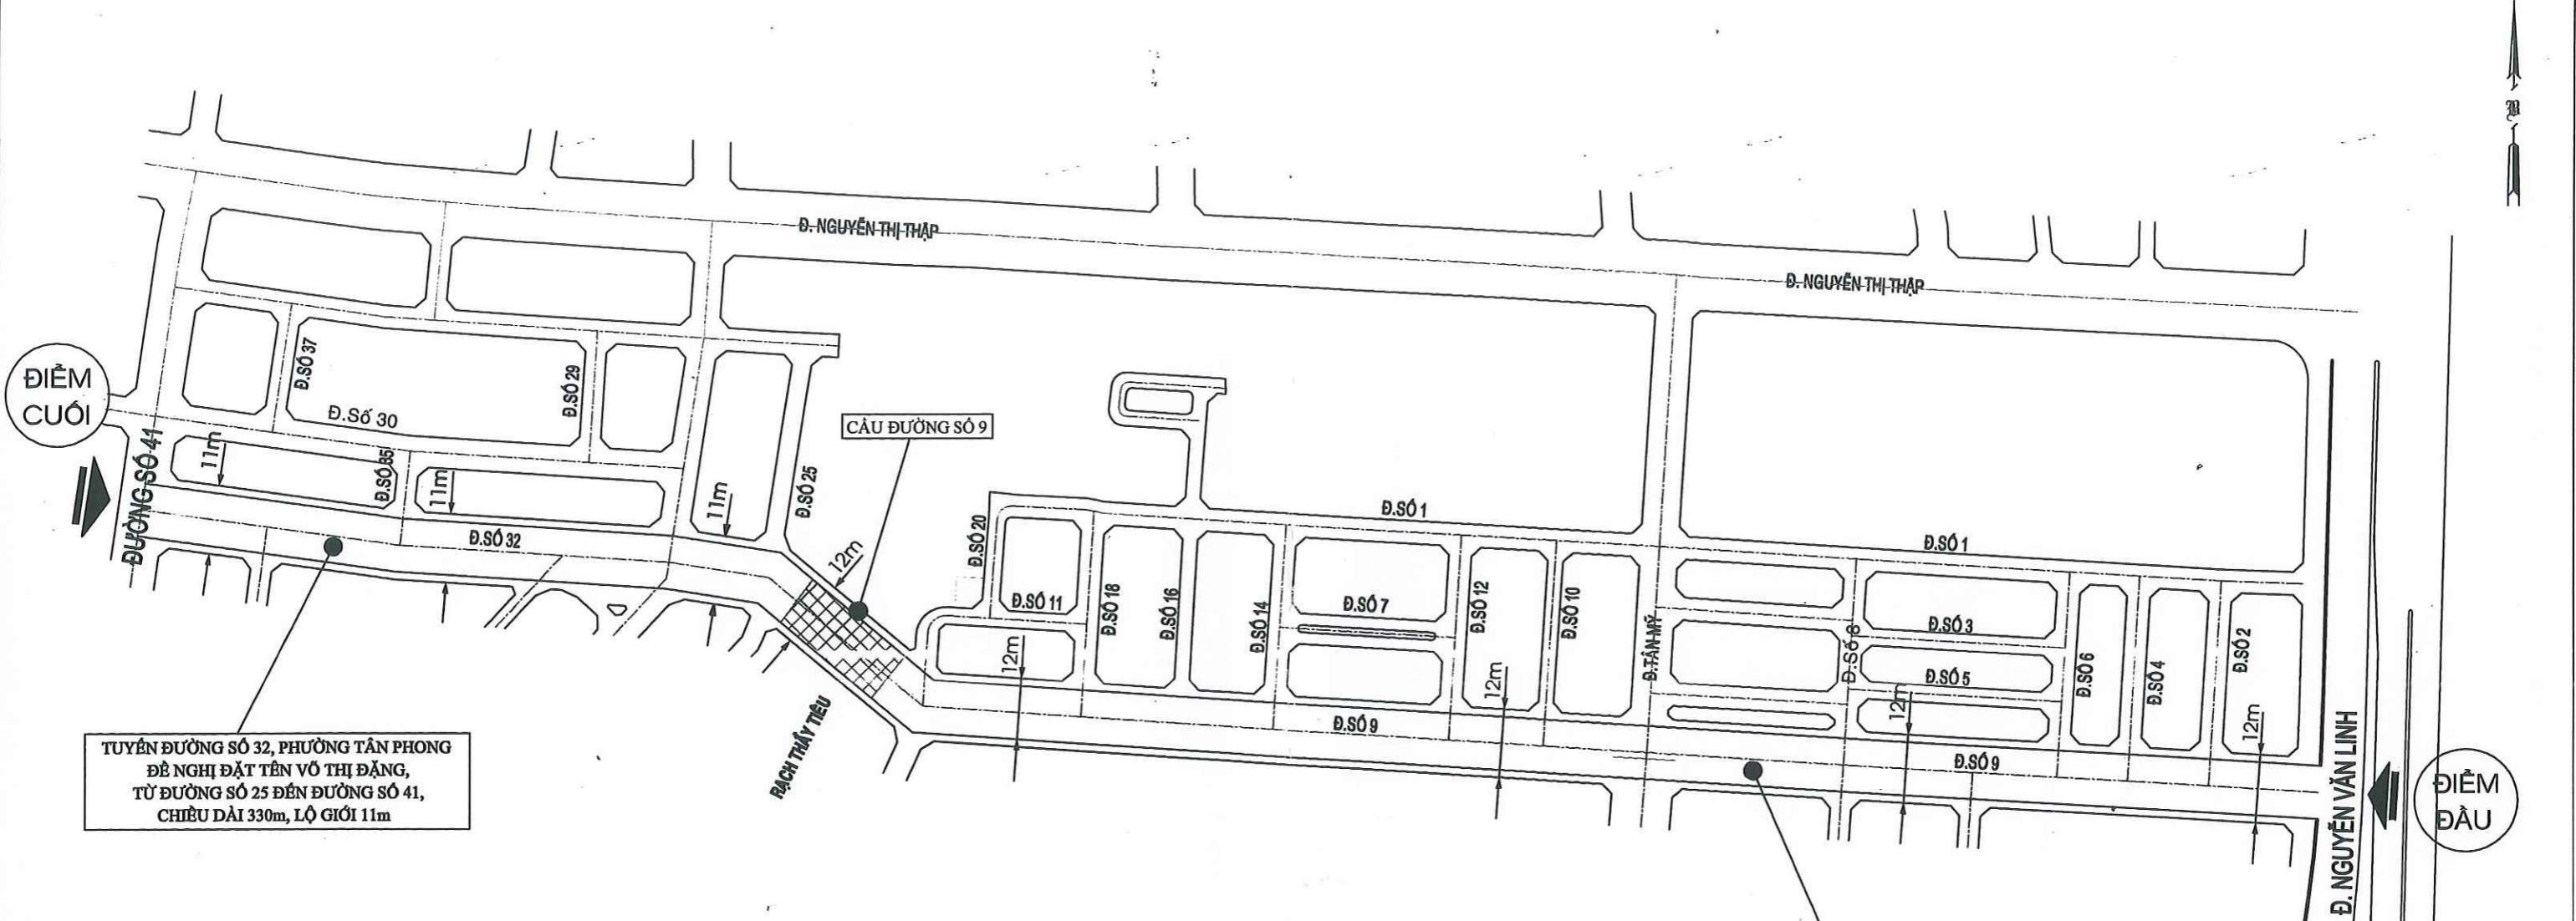 B
Đ. NGUYỄN THỊ THẬP
Đ. NGUYỄN THỊ THẬP
ĐIỂM
CUỐI
Đ.SỐ 37
Đ.SỐ 29
Đ.Số 30
CẦU ĐƯỜNG SỐ 9
ĐƯỜNG SỐ 41
11m
Đ.SỐ 35
11m
11m
Đ.SỐ 25
Đ.SỐ 32
12m
Đ.SỐ 20
Đ.SỐ 1
Đ.SỐ 1
Đ.SỐ 11
Đ.SỐ 18
Đ.SỐ 16
Đ.SỐ 14
Đ.SỐ 7
Đ.SỐ 12
Đ.SỐ 10
Đ.TÂN MỸ
Đ.Số 8
Đ.SỐ 3
Đ.SỐ 5
Đ.SỐ 6
Đ.SỐ 4
Đ.SỐ 2
12m
12m
12m
12m
Đ.SỐ 9
Đ.SỐ 9
RẠCH THẦY TIÊU
TUYẾN ĐƯỜNG SỐ 32, PHƯỜNG TÂN PHONG
ĐỀ NGHỊ ĐẶT TÊN VÕ THỊ ĐẶNG,
TỪ ĐƯỜNG SỐ 25 ĐẾN ĐƯỜNG SỐ 41,
CHIỀU DÀI 330m, LỘ GIỚI 11m
Đ. NGUYỄN VĂN LINH
ĐIỂM
ĐẦU